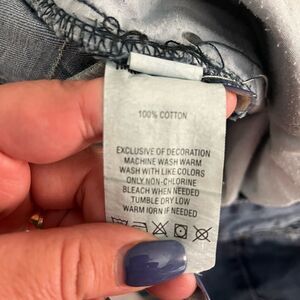 100% COTTON
EXCLUSIVE OF DECORATION
MACHINE WASH WARM
WASH WITH LIKE COLORS
ONLY NON-CHLORINE
BLEACH WHEN NEEDED
TUMBLE DRY LOW
WARM IORN IF NEEDED